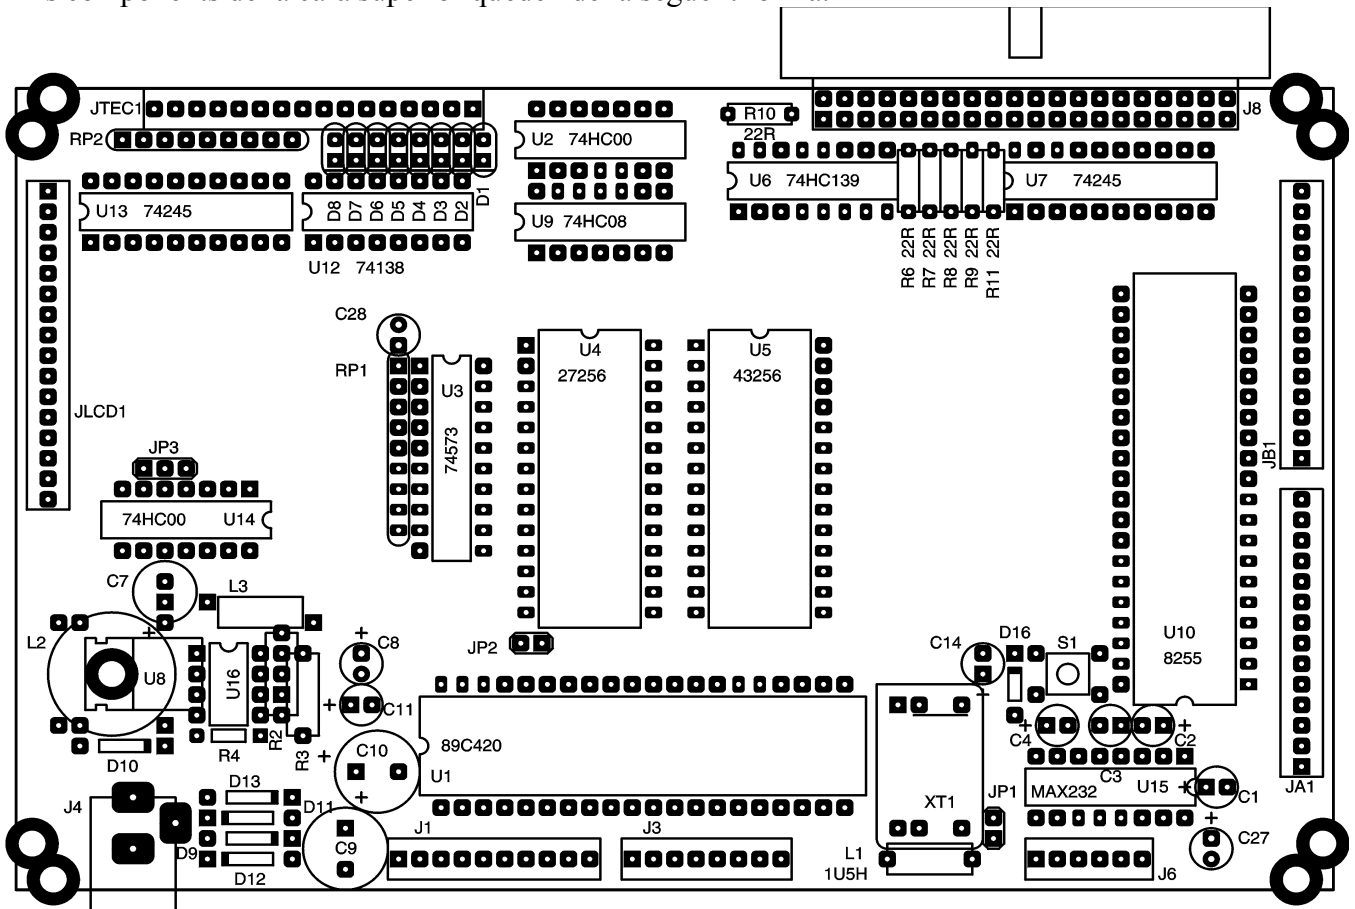 JTEC1
J8
R10
22R
RP2
U2 74HC00
U6 74HC139
U7 74245
U13 74245
D8
D7
D6
D5
D4
D3
D2
D1
U9 74HC08
U12 74138
R6 22R
R7 22R
R8 22R
R9 22R
R11 22R
C28
RP1
U3
74573
U4
27256
U5
43256
JLCD1
JP3
74HC00 U14
JB1
C7
L3
L2
U8
U16
R2
R3
R4
D10
C8
C11
C10
JP2
C14
D16
S1
U10
8255
89C420
U1
C4
C3
C2
MAX232 U15
C1
JA1
J4
D13
D11
D9
D12
C9
J1
J3
XT1
JP1
L1
1U5H
C27
J6